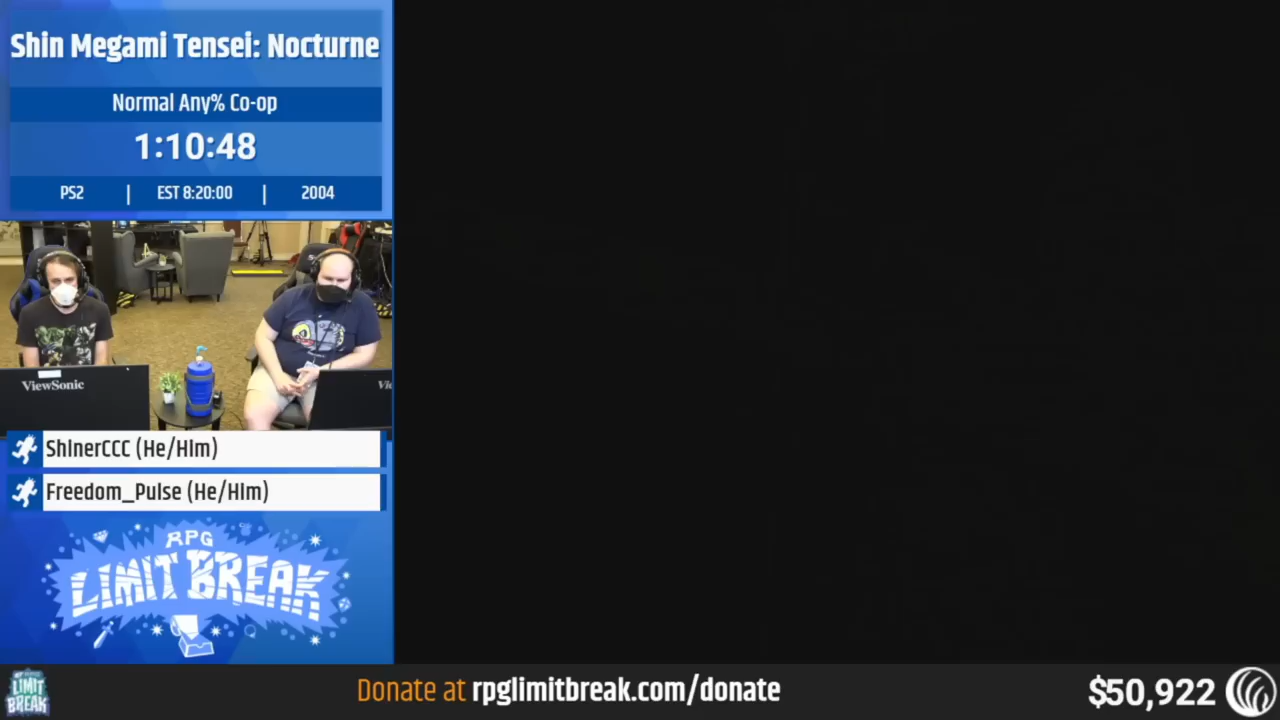 Shin Megami Tensei: Nocturne
Normal Any% Co-op
1:10:48
PS2 | EST 8:20:00 | 2004
ViewSonic
Vi
ShinerCCC (He/Him)
Freedom_Pulse (He/Him)
RPG
LIMIT BREAK
LIMIT
BREAK
Donate at rpglimitbreak.com/donate
$50,922